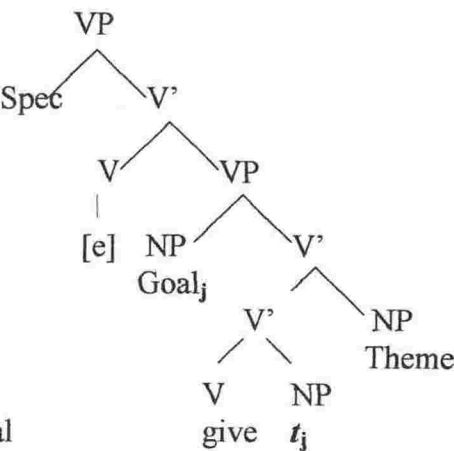 VP
Spec V’
V VP
[e] NP V’
Goalj
V’ NP
Theme
V NP
al give tj